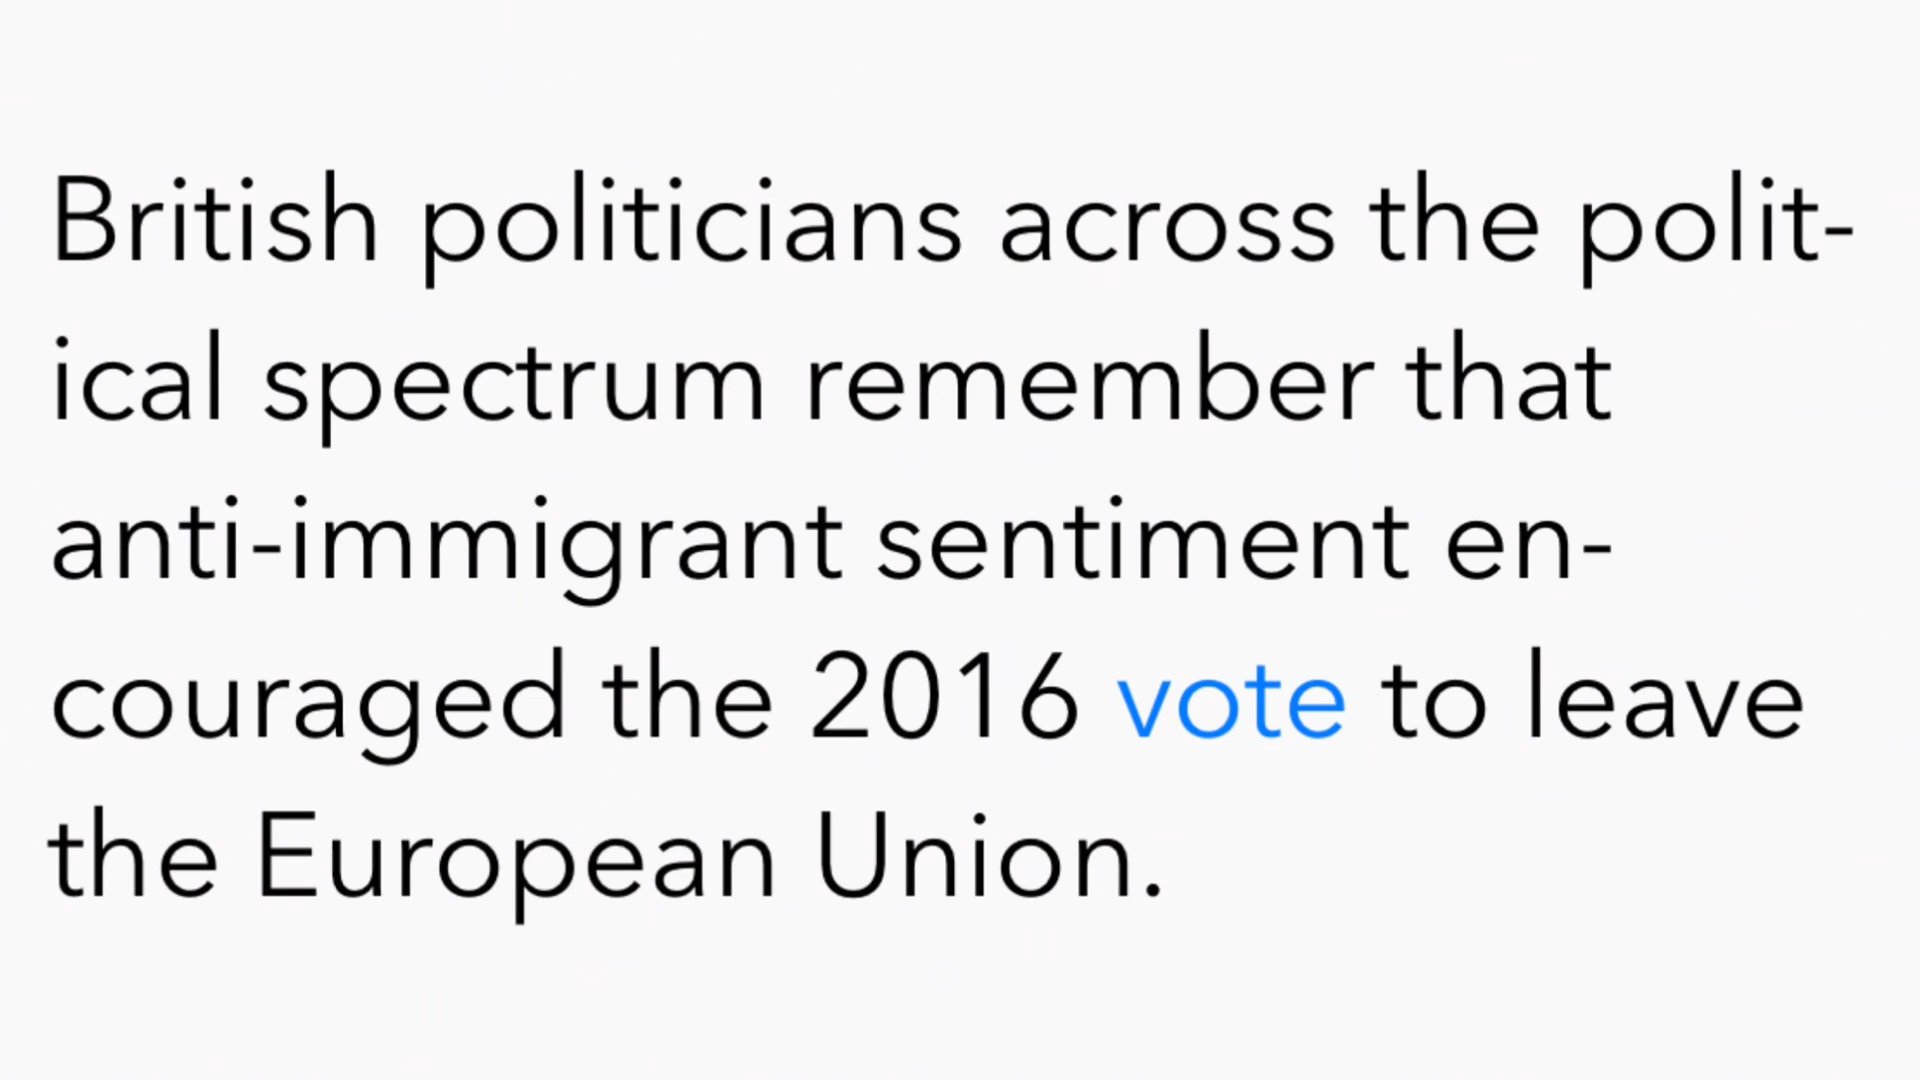 British politicians across the polit-
ical spectrum remember that
anti-immigrant sentiment en-
couraged the 2016 vote to leave
the European Union.